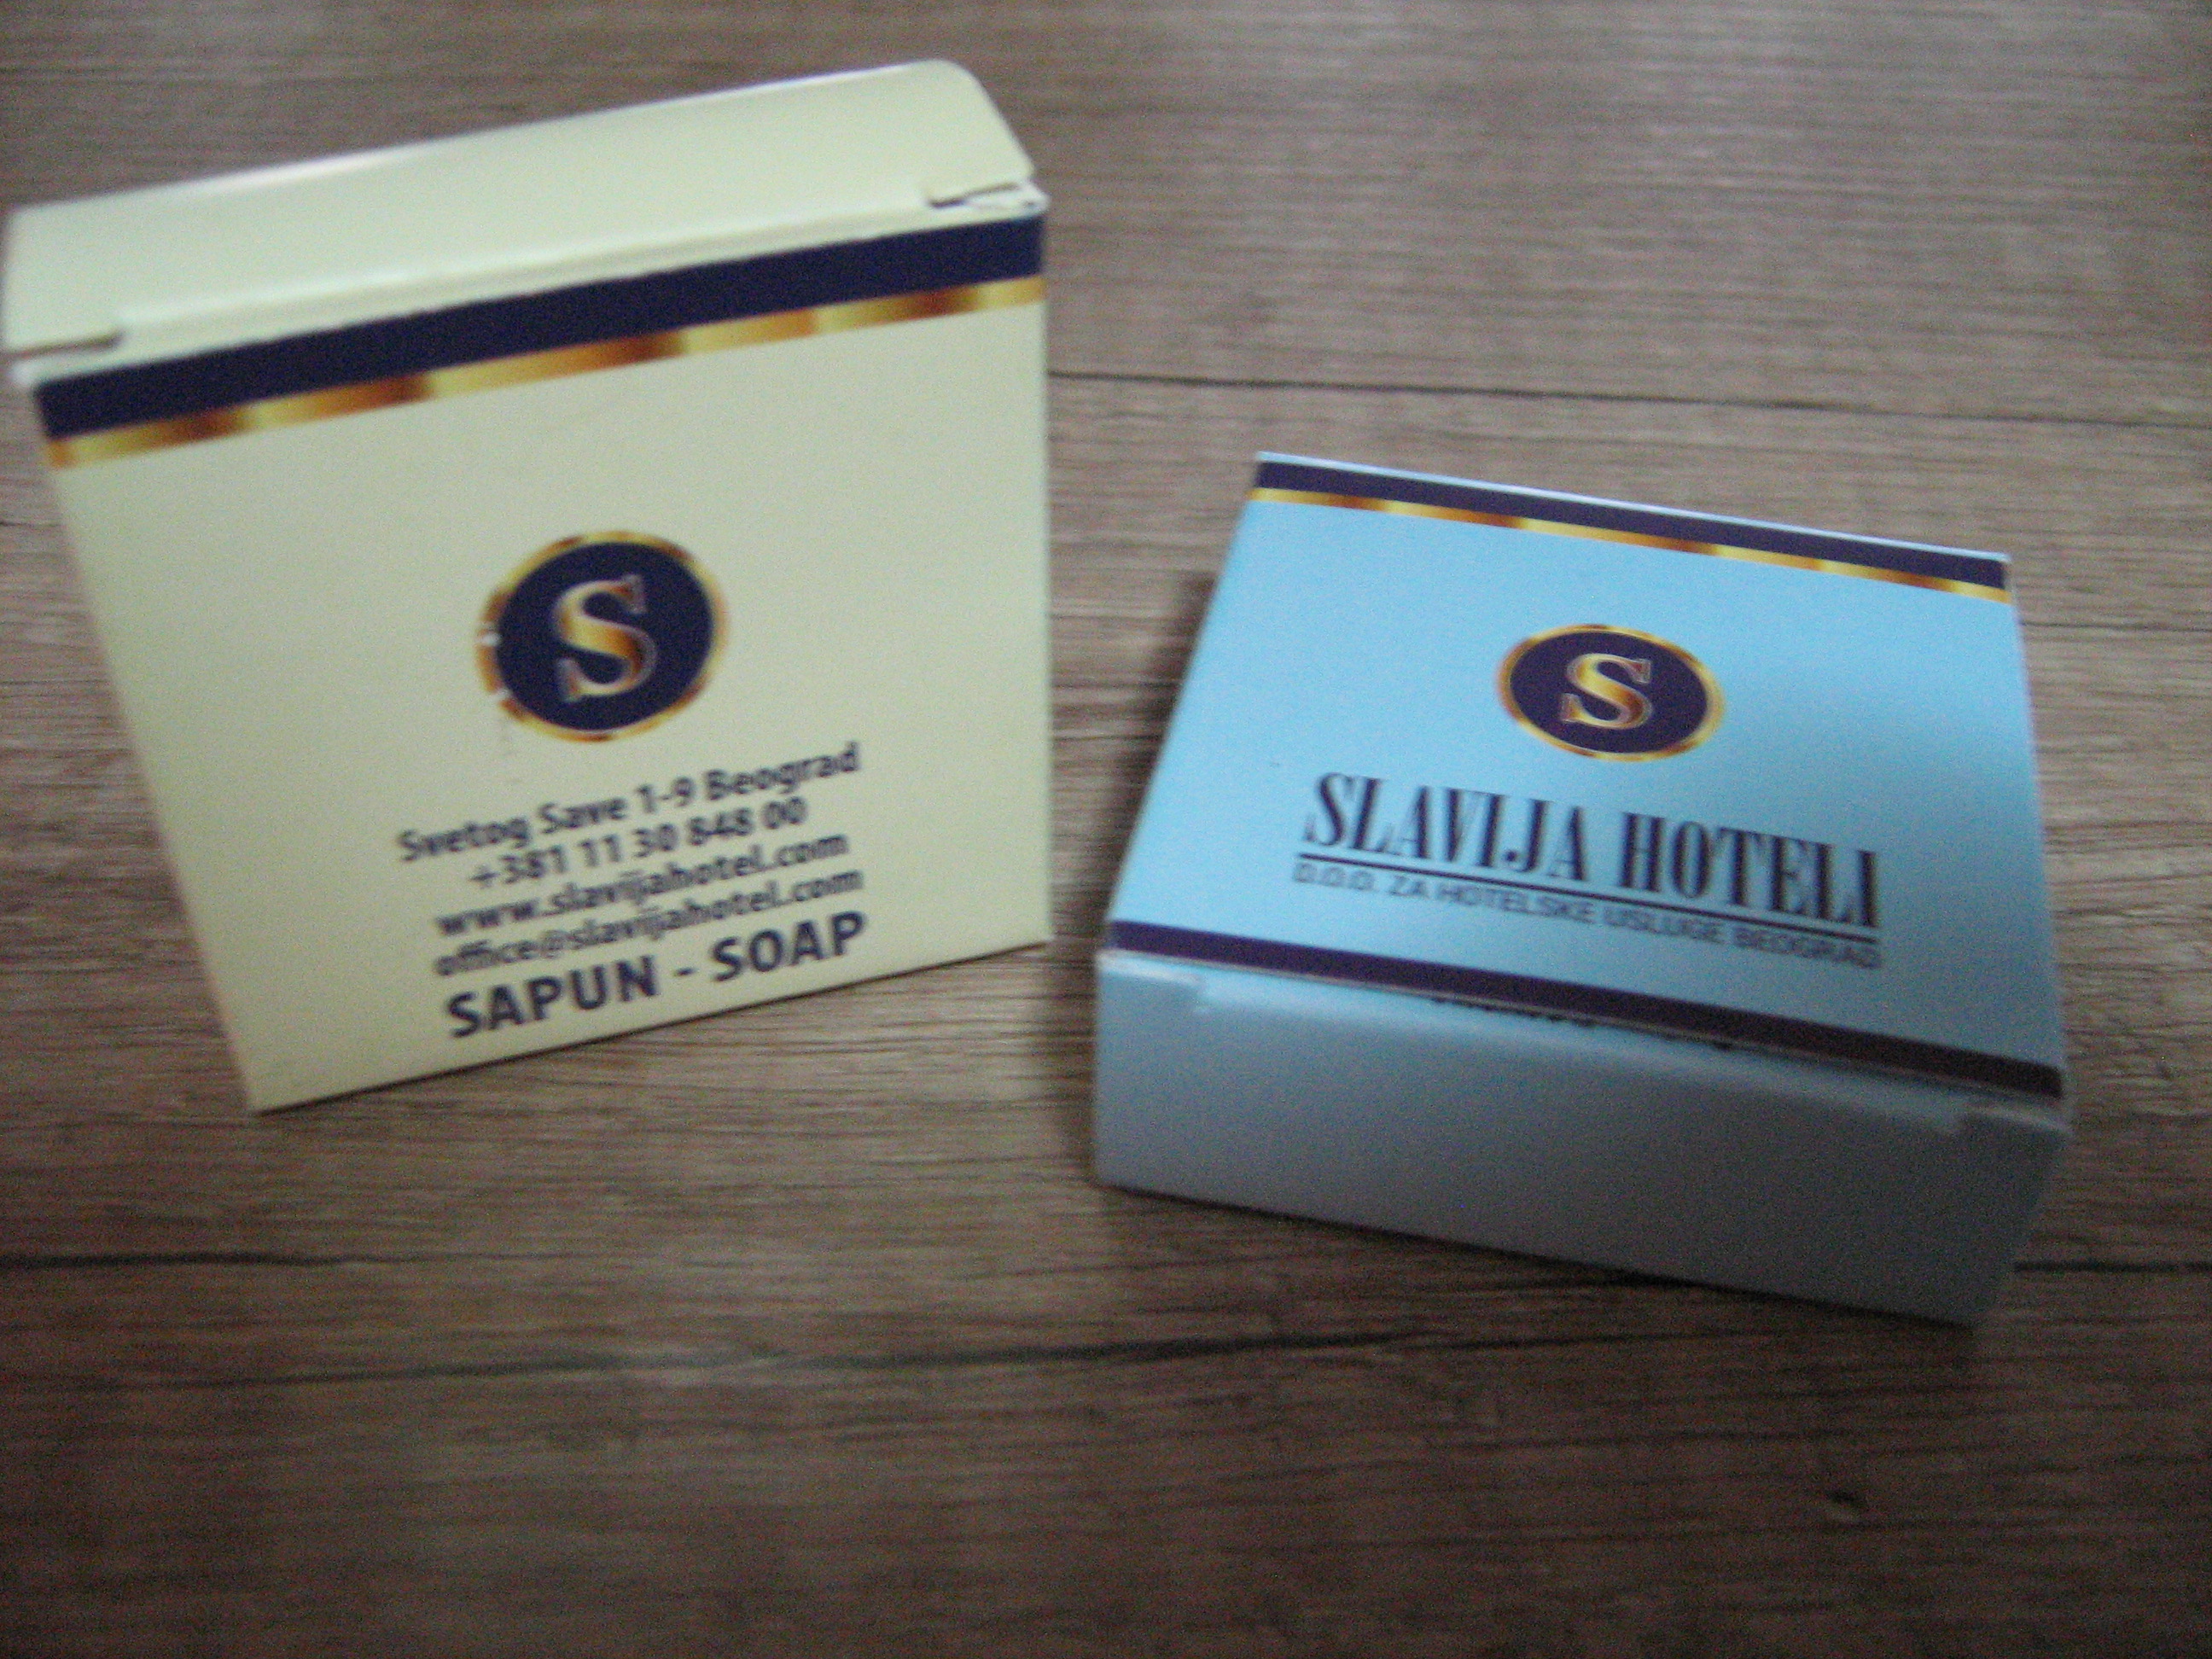 S
Svetog Save 1-9 Beograd
+381 11 30 848 00
www.slavijahotel.com
office@slavijahotel.com
SAPUN - SOAP
S
SLAVIJA HOTELI
D.O.O. ZA HOTELSKE USLUGE BEOGRAD